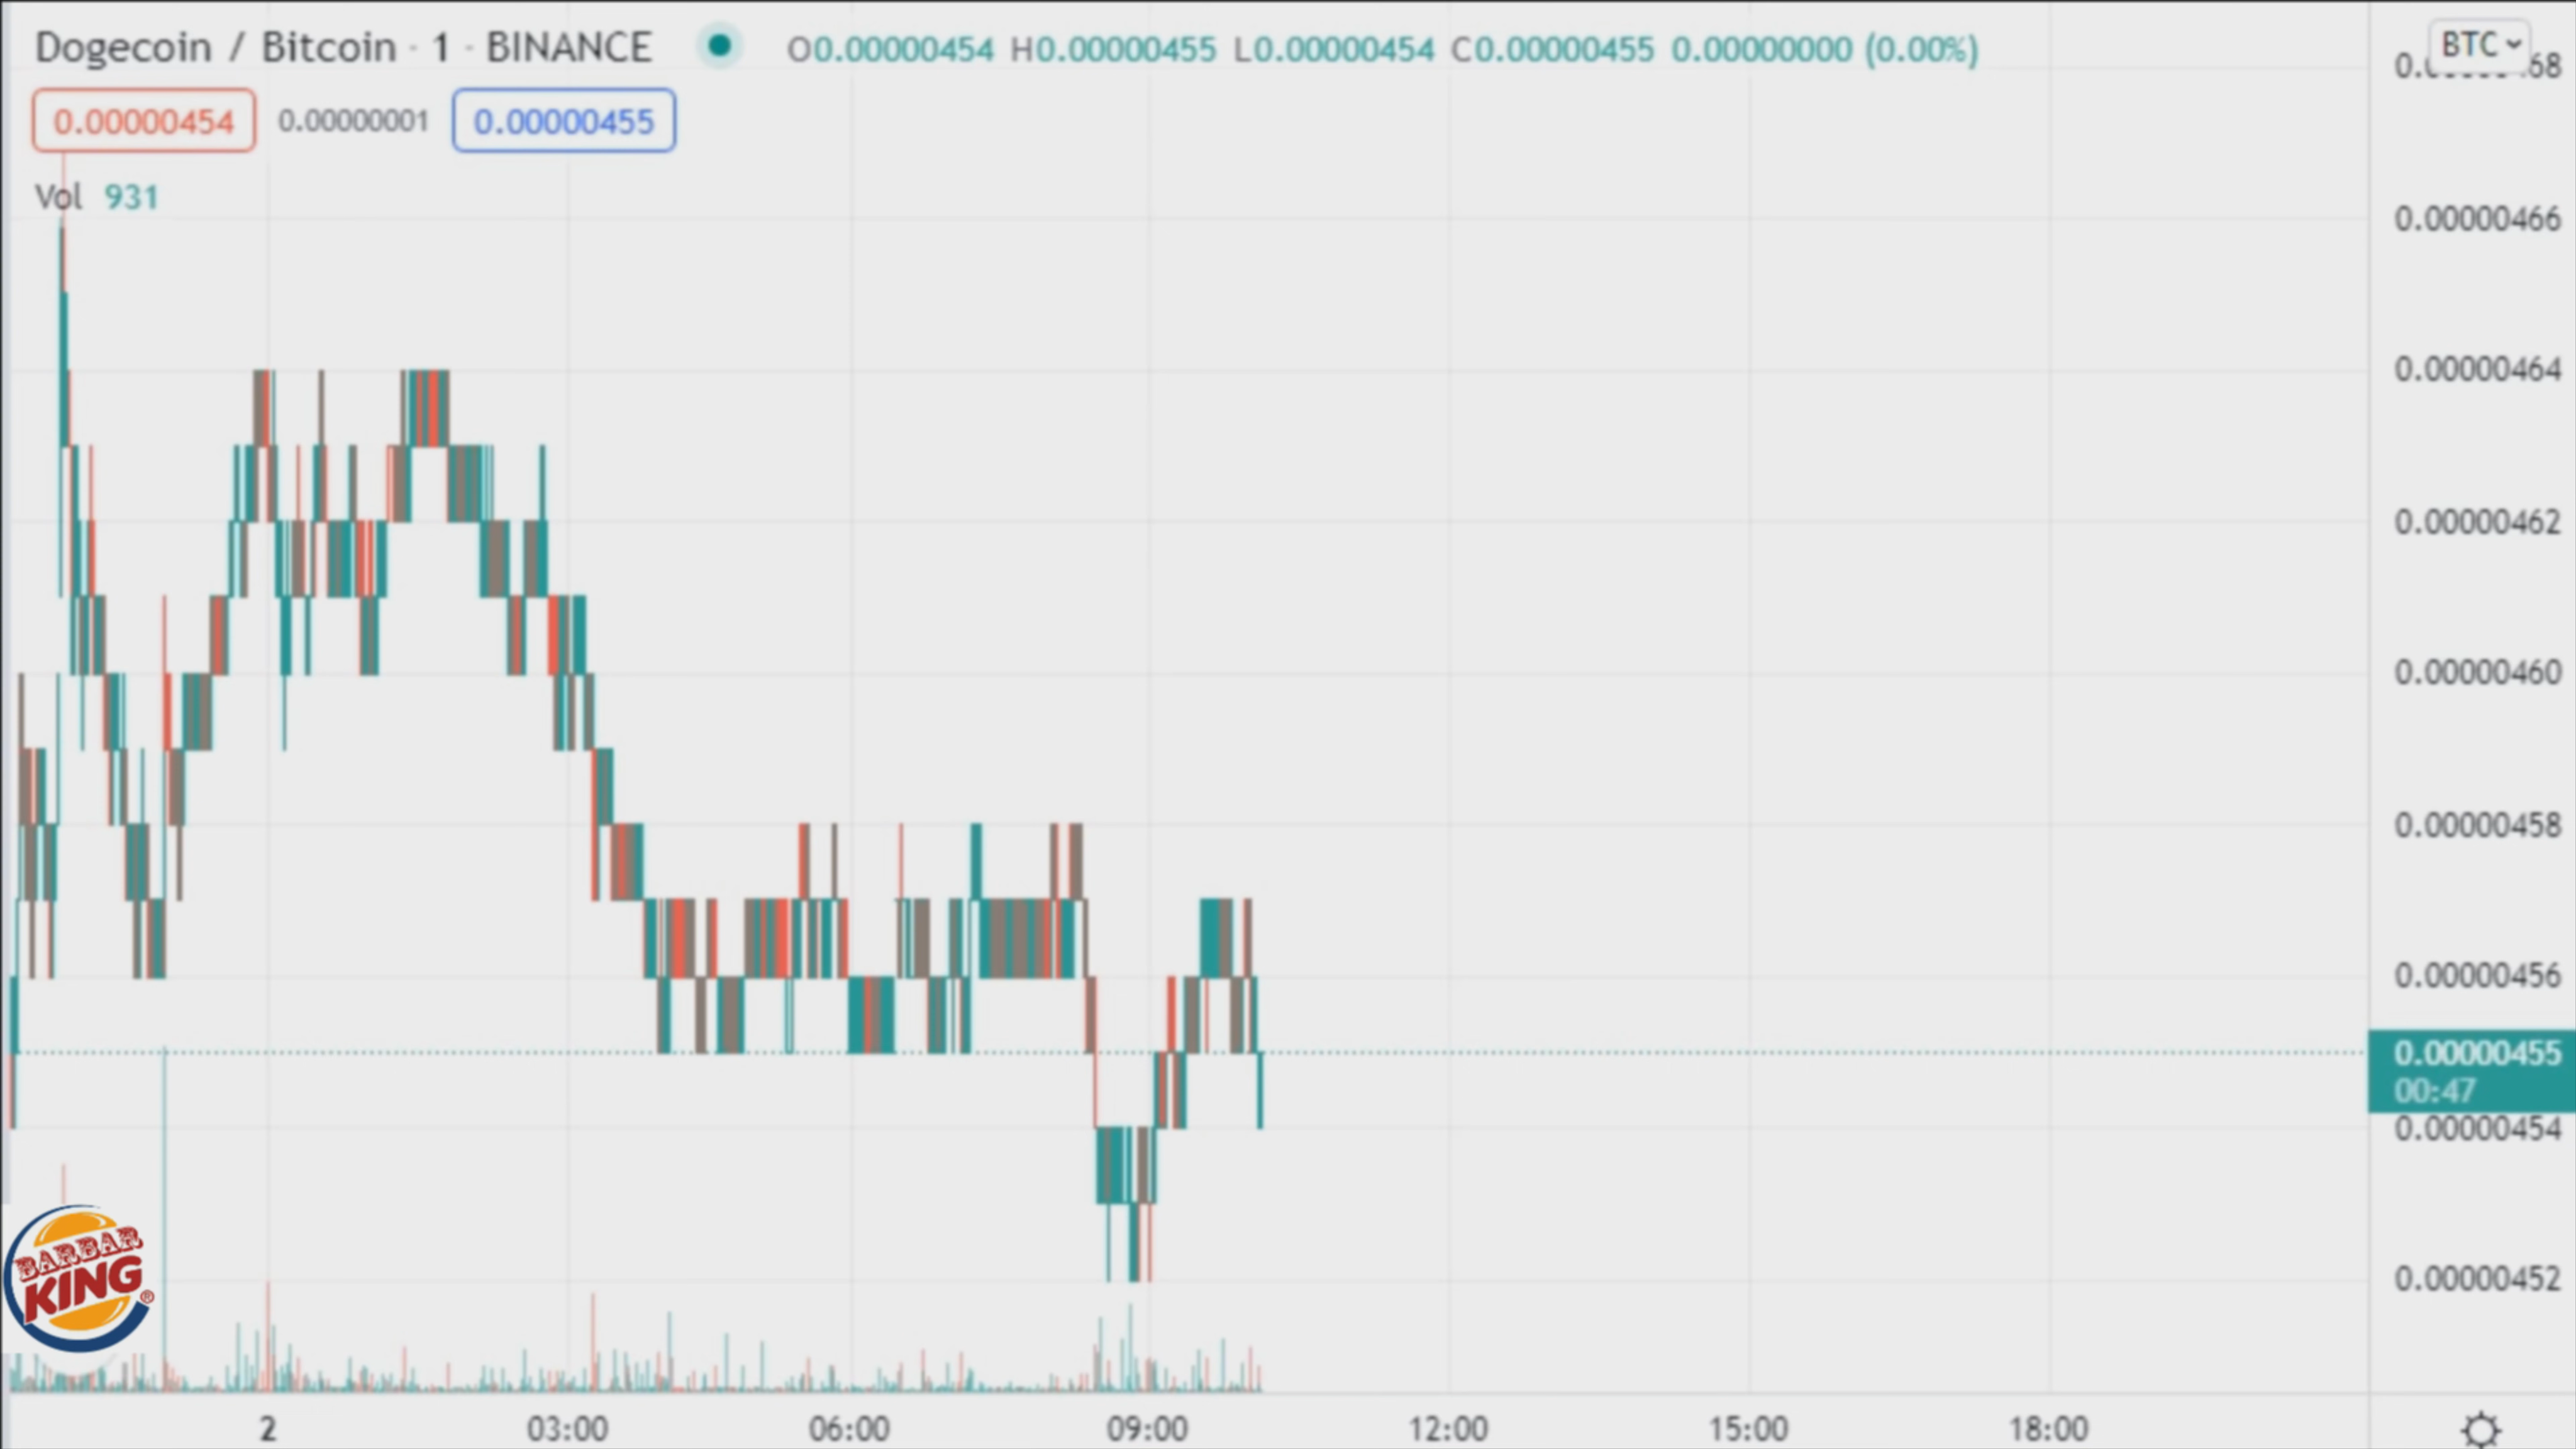 Dogecoin / Bitcoin · 1 · BINANCE O0.00000454 H0.00000455 L0.00000454 C0.00000455 0.00000000 (0.00%)
BTC
0.00000454 0.00000001 0.00000455
Vol 931
0.00000466
0.00000464
0.00000462
0.00000460
0.00000458
0.00000456
0.00000455
00:47
0.00000454
0.00000452
BARBAR
KING®
2 03:00 06:00 09:00 12:00 15:00 18:00